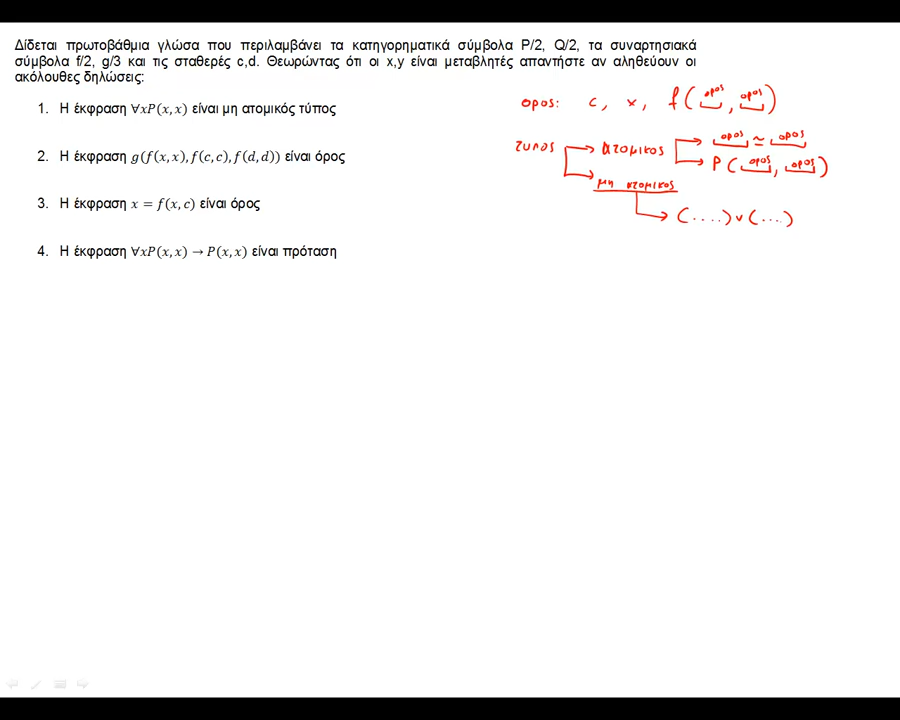 Δίδεται πρωτοβάθμια γλώσα που περιλαμβάνει τα κατηγορηματικά σύμβολα P/2, Q/2, τα συναρτησιακά
σύμβολα f/2, g/3 και τις σταθερές c,d. Θεωρώντας ότι οι x,y είναι μεταβλητές απαντήστε αν αληθεύουν οι
ακόλουθες δηλώσεις:
1. Η έκφραση ∀xP(x,x) είναι μη ατομικός τύπος
2. Η έκφραση g(f(x,x),f(c,c),f(d,d)) είναι όρος
3. Η έκφραση x = f(x,c) είναι όρος
4. Η έκφραση ∀xP(x,x) → P(x,x) είναι πρόταση
ορος: c, x, f(ορος, ορος)
τυπος
ατομικος
ορος ≃ ορος
P(ορος, ορος)
μη ατομικος
(....) ∨ (...)